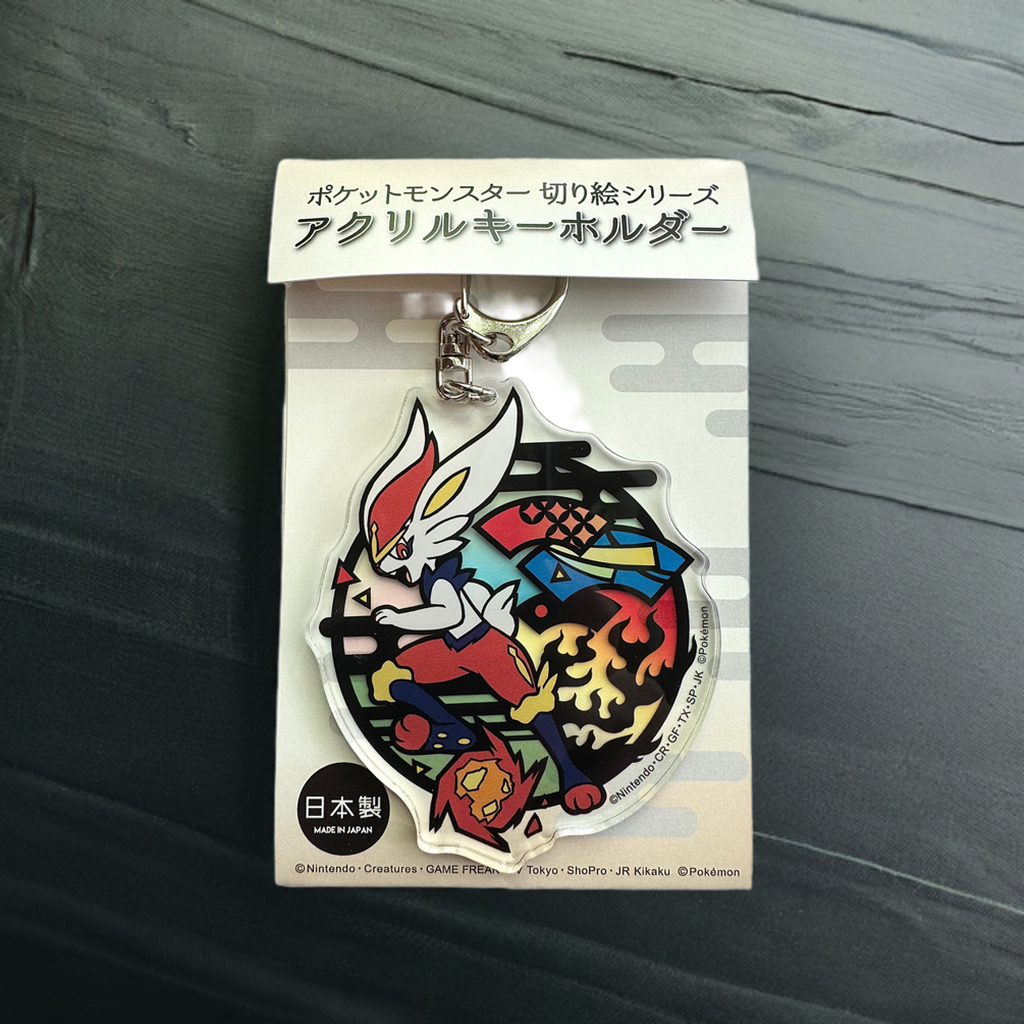 ポケットモンスター 切り絵シリーズ
アクリルキーホルダー
©Nintendo・CR・GF・TX・SP・JK ©Pokémon
日本製
MADE IN JAPAN
©Nintendo・Creatures・GAME FREAK Tokyo・ShoPro・JR Kikaku ©Pokémon